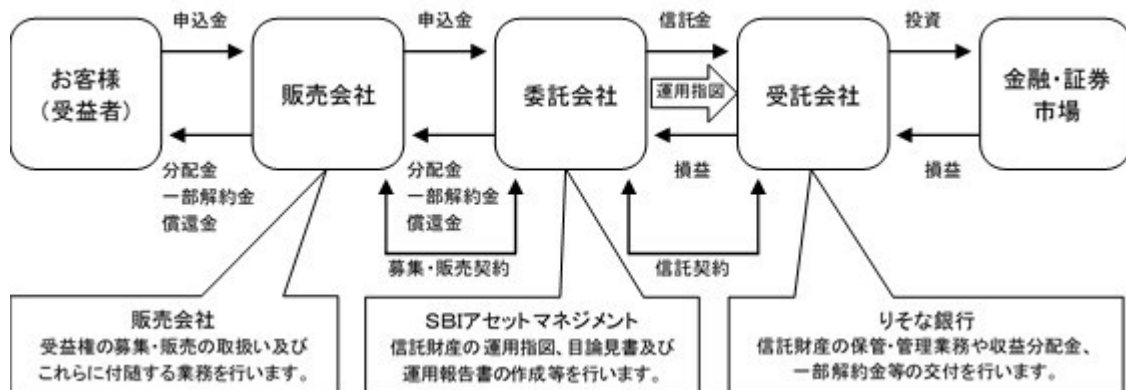 申込金
申込金
信託金
投資
お客様
（受益者）
販売会社
委託会社
運用指図
受託会社
金融・証券
市場
分配金
一部解約金
償還金
分配金
一部解約金
償還金
損益
損益
募集・販売契約
信託契約
販売会社
受益権の募集・販売の取扱い及び
これらに付随する業務を行います。
SBIアセットマネジメント
信託財産の運用指図、目論見書及び
運用報告書の作成等を行います。
りそな銀行
信託財産の保管・管理業務や収益分配金、
一部解約金等の交付を行います。